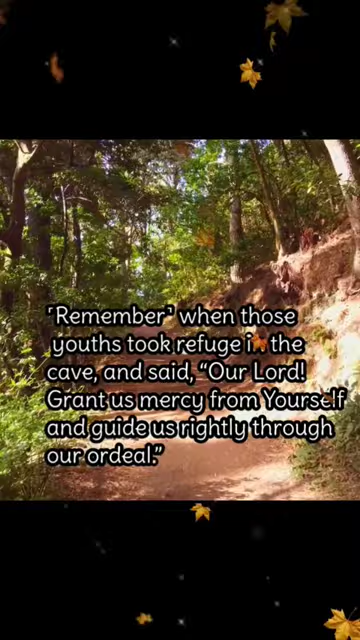 ˹Remember˺ when those
youths took refuge in the
cave, and said, “Our Lord!
Grant us mercy from Yourself
and guide us rightly through
our ordeal.”